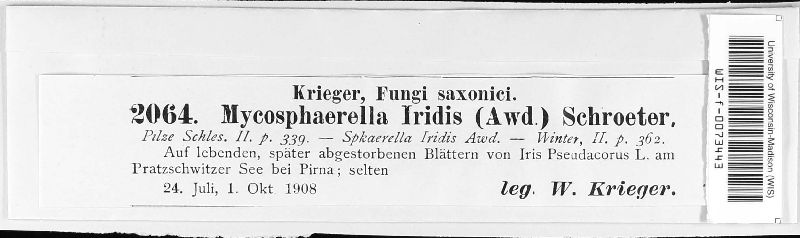 Krieger, Fungi saxonici.
2064. Mycosphaerella Iridis (Awd.) Schroeter,
Pilze Schles. II. p. 339. — Sphaerella Iridis Awd. — Winter, II. p. 362.
Auf lebenden, später abgestorbenen Blättern von Iris Pseudacorus L. am
Pratzschwitzer See bei Pirna; selten
24. Juli, 1. Okt 1908 leg. W. Krieger.
University of Wisconsin-Madison (WIS)
WIS-f-0073443